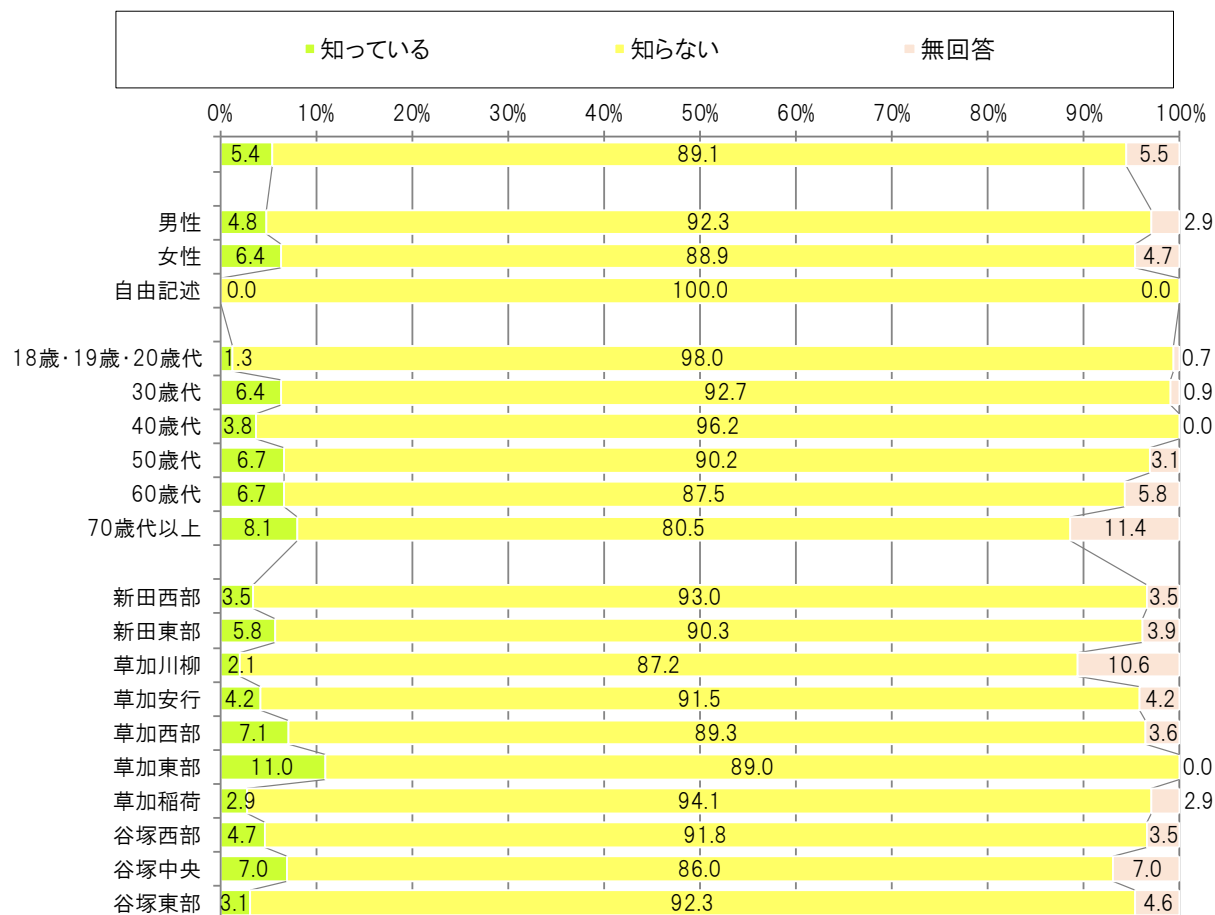 知っている 知らない 無回答
0% 10% 20% 30% 40% 50% 60% 70% 80% 90% 100%
5.4 89.1 5.5
男性 4.8 92.3 2.9
女性 6.4 88.9 4.7
自由記述 0.0 100.0 0.0
18歳・19歳・20歳代 1.3 98.0 0.7
30歳代 6.4 92.7 0.9
40歳代 3.8 96.2 0.0
50歳代 6.7 90.2 3.1
60歳代 6.7 87.5 5.8
70歳代以上 8.1 80.5 11.4
新田西部 3.5 93.0 3.5
新田東部 5.8 90.3 3.9
草加川柳 2.1 87.2 10.6
草加安行 4.2 91.5 4.2
草加西部 7.1 89.3 3.6
草加東部 11.0 89.0 0.0
草加稲荷 2.9 94.1 2.9
谷塚西部 4.7 91.8 3.5
谷塚中央 7.0 86.0 7.0
谷塚東部 3.1 92.3 4.6